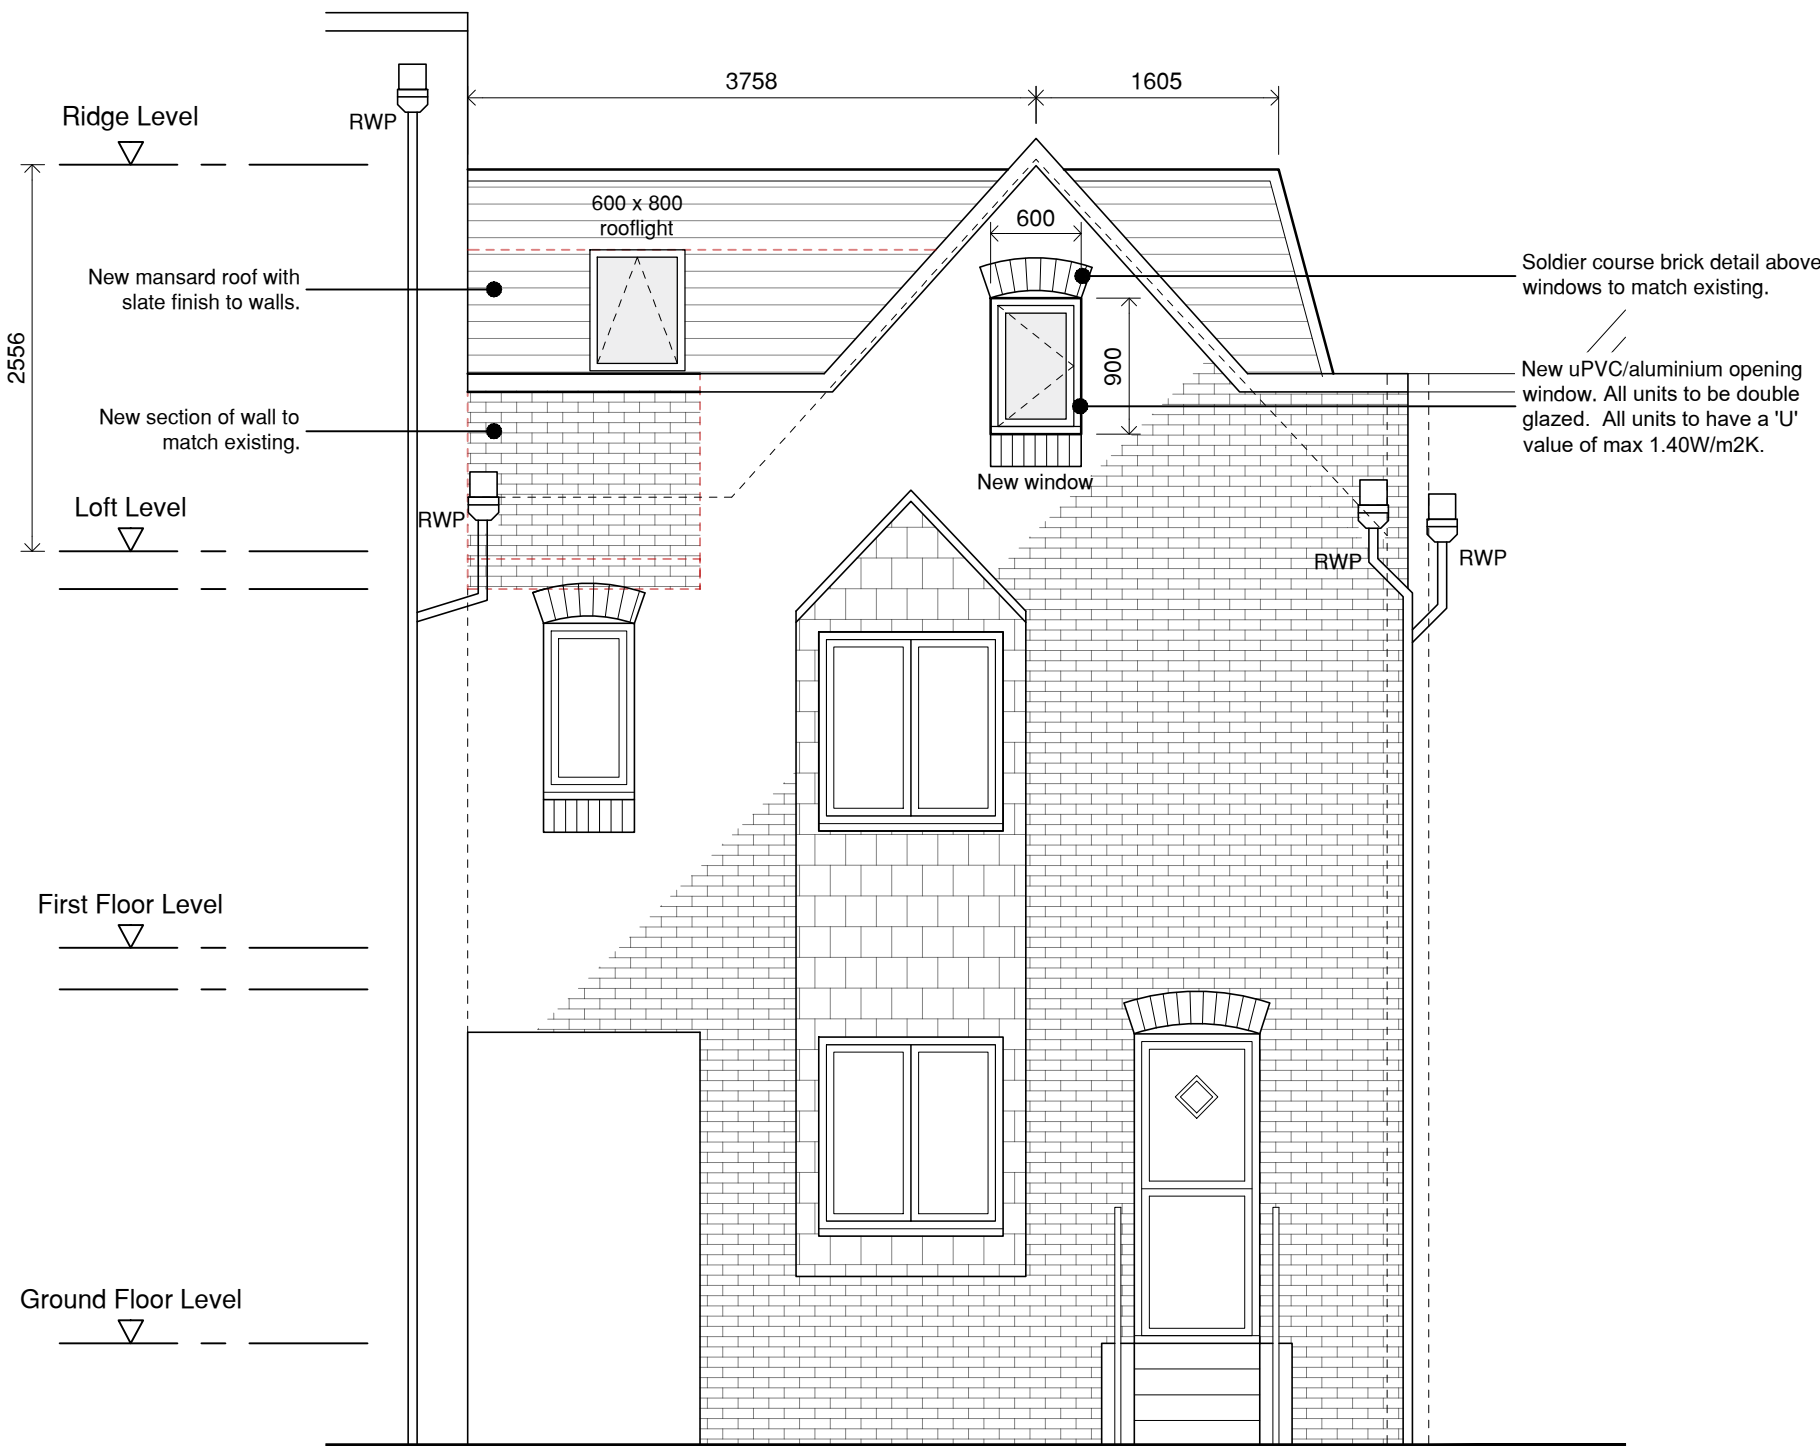 3758
1605
Ridge Level
RWP
600 x 800
rooflight
600
Soldier course brick detail above
windows to match existing.
New mansard roof with
slate finish to walls.
2556
900
New uPVC/aluminium opening
window. All units to be double
glazed. All units to have a 'U'
value of max 1.40W/m2K.
New section of wall to
match existing.
New window
Loft Level
RWP
RWP
RWP
First Floor Level
Ground Floor Level